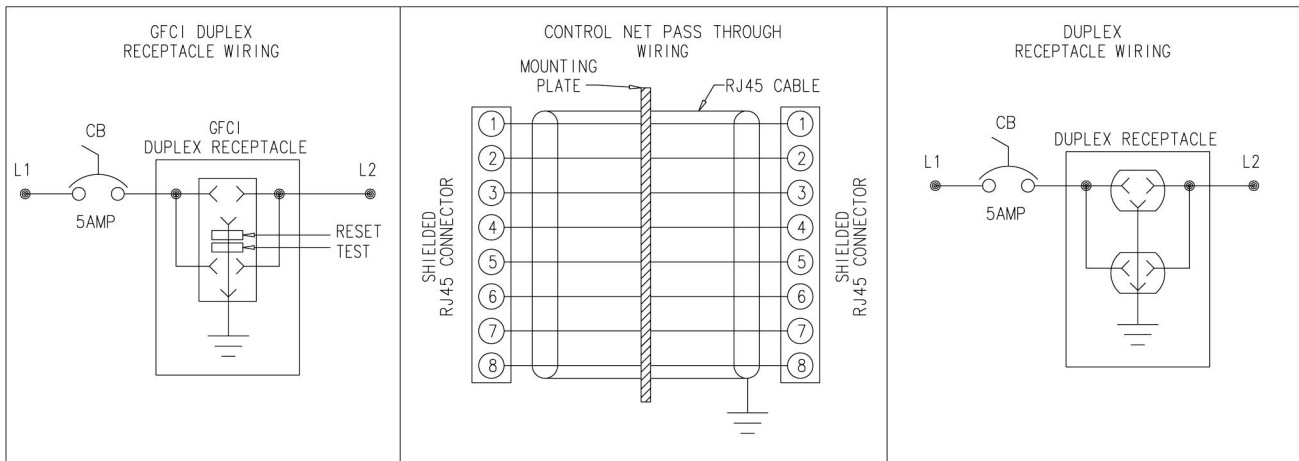 GFCI DUPLEX
RECEPTACLE WIRING
GFCI
DUPLEX RECEPTACLE
CB
L1
L2
5AMP
RESET
TEST
CONTROL NET PASS THROUGH
WIRING
MOUNTING
PLATE
RJ45 CABLE
SHIELDED
RJ45 CONNECTOR
1
2
3
4
5
6
7
8
1
2
3
4
5
6
7
8
SHIELDED
RJ45 CONNECTOR
DUPLEX
RECEPTACLE WIRING
CB
DUPLEX RECEPTACLE
L1
L2
5AMP